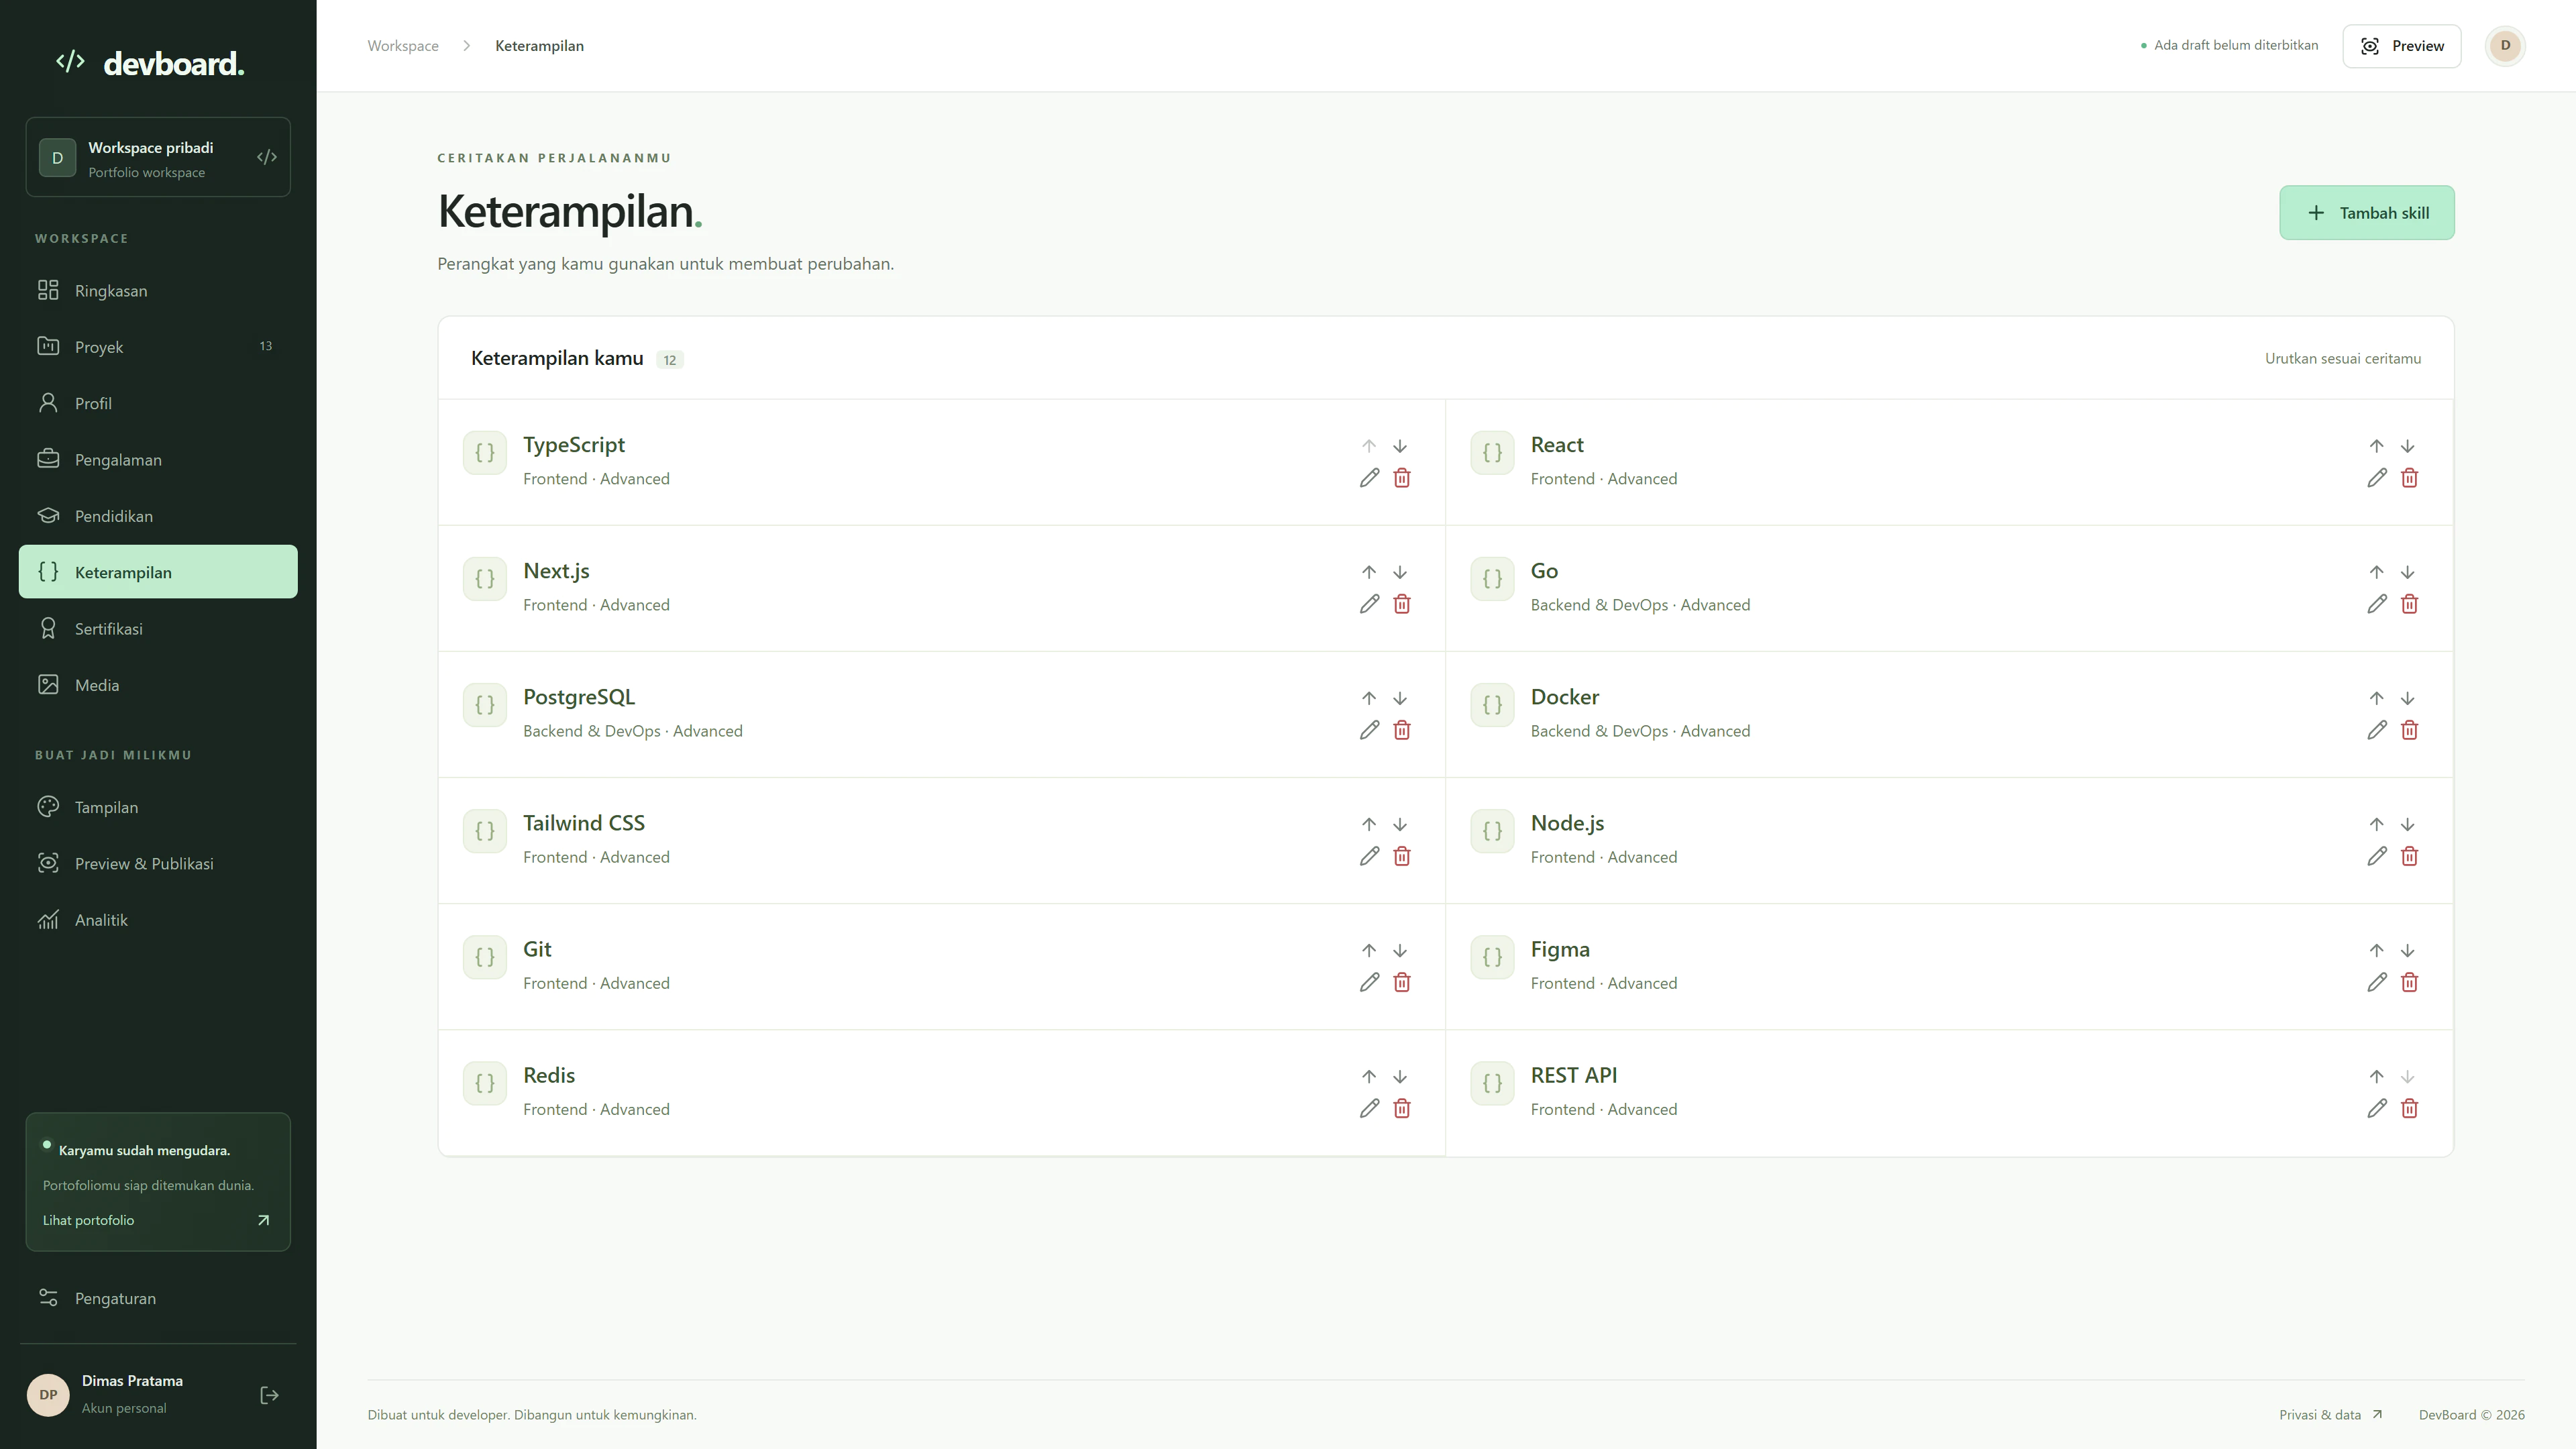 </> devboard.
D
Workspace pribadi
Portfolio workspace
</>
WORKSPACE
Ringkasan
Proyek 13
Profil
Pengalaman
Pendidikan
{ } Keterampilan
Sertifikasi
Media
BUAT JADI MILIKMU
Tampilan
Preview & Publikasi
Analitik
Karyamu sudah mengudara.
Portofoliomu siap ditemukan dunia.
Lihat portofolio
Pengaturan
DP
Dimas Pratama
Akun personal
Workspace > Keterampilan
Ada draft belum diterbitkan
Preview
D
CERITAKAN PERJALANANMU
Keterampilan.
Perangkat yang kamu gunakan untuk membuat perubahan.
+ Tambah skill
Keterampilan kamu 12
Urutkan sesuai ceritamu
{ } TypeScript
Frontend · Advanced
{ } React
Frontend · Advanced
{ } Next.js
Frontend · Advanced
{ } Go
Backend & DevOps · Advanced
{ } PostgreSQL
Backend & DevOps · Advanced
{ } Docker
Backend & DevOps · Advanced
{ } Tailwind CSS
Frontend · Advanced
{ } Node.js
Frontend · Advanced
{ } Git
Frontend · Advanced
{ } Figma
Frontend · Advanced
{ } Redis
Frontend · Advanced
{ } REST API
Frontend · Advanced
Dibuat untuk developer. Dibangun untuk kemungkinan.
Privasi & data
DevBoard © 2026